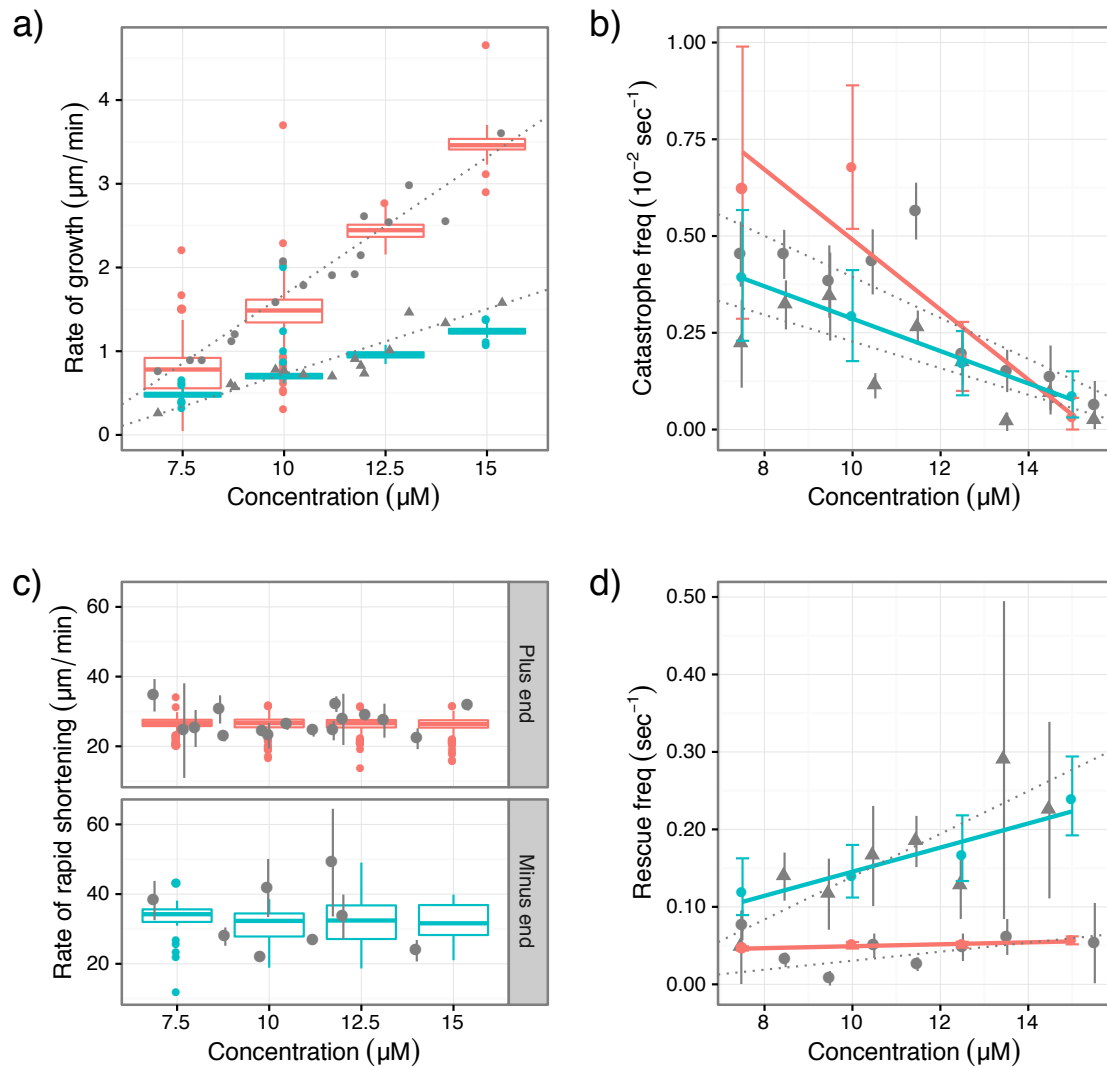 a)
Rate of growth (µm/min)
4
3
2
1
0
7.5 10 12.5 15
Concentration (µM)
b)
Catastrophe freq (10⁻² sec⁻¹)
1.00
0.75
0.50
0.25
0.00
8 10 12 14
Concentration (µM)
c)
Rate of rapid shortening (µm/min)
60
40
20
Plus end
60
40
20
Minus end
7.5 10 12.5 15
Concentration (µM)
d)
Rescue freq (sec⁻¹)
0.50
0.40
0.30
0.20
0.10
0.00
8 10 12 14
Concentration (µM)